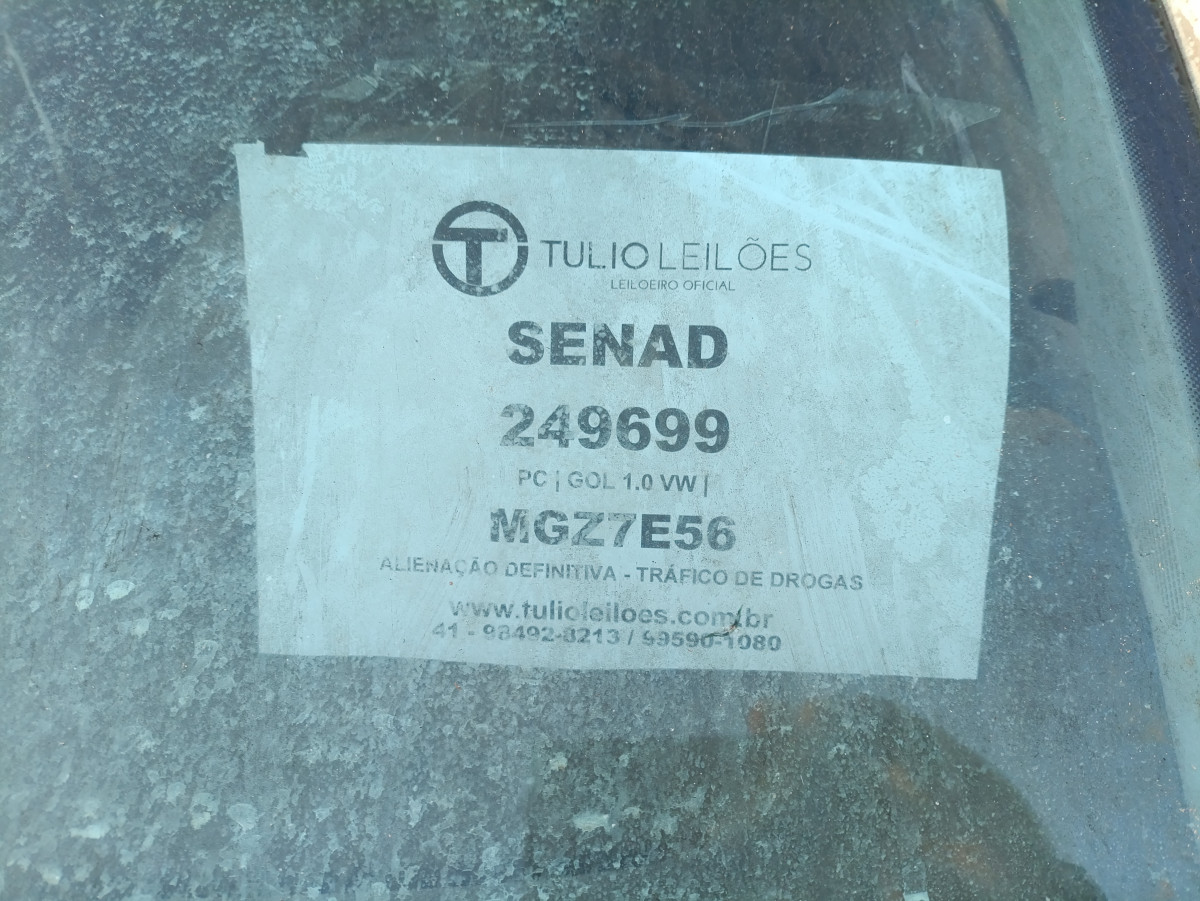 T TULIO LEILÕES
LEILOEIRO OFICIAL
SENAD
249699
PC | GOL 1.0 VW |
MGZ7E56
ALIENAÇÃO DEFINITIVA - TRÁFICO DE DROGAS
www.tulioleiloes.com.br
41 - 98492-8213 / 99590-1080